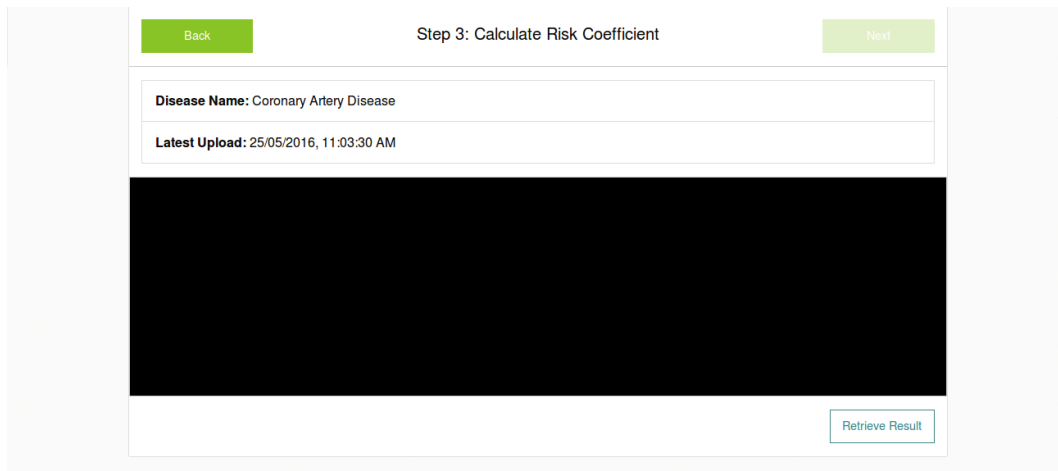 Back
Step 3: Calculate Risk Coefficient
Next
Disease Name: Coronary Artery Disease
Latest Upload: 25/05/2016, 11:03:30 AM
Retrieve Result